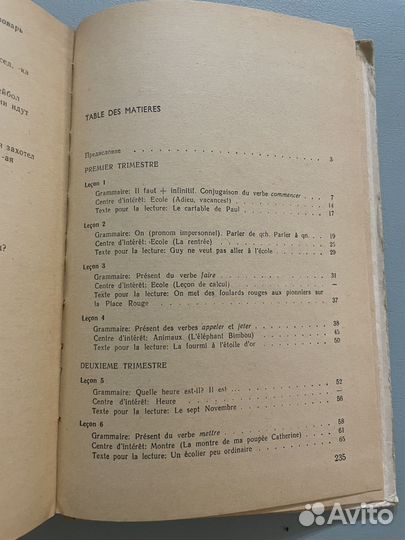 ловарь
сед. -ка
ейбол
ни идут
я захотел
-ая
и?
TABLE DES MATIERES
Предисловие 3
PREMIER TRIMESTRE
Leçon 1
Grammaire: Il faut + infinitif. Conjugaison du verbe commencer 7
Centre d'intérêt: Ecole (Adieu, vacances!) 14
Texte pour la lecture: Le cartable de Paul 17
Leçon 2
Grammaire: On (pronom impersonnel). Parler de qch. Parler à qn. 19
Centre d'intérêt: Ecole (La rentrée) 25
Texte pour la lecture: Guy ne veut pas aller à l'école 29
Leçon 3
Grammaire: Présent du verbe faire 31
Centre d'intérêt: Ecole (Leçon de calcul) —
Texte pour la lecture: On met des foulards rouges aux pionniers sur
la Place Rouge 37
Leçon 4
Grammaire: Présent des verbes appeler et jeter 38
Centre d'intérêt: Animaux (L'éléphant Bimbou) 45
Texte pour la lecture: La fourmi à l'étoile d'or 50
DEUXIEME TRIMESTRE
Leçon 5
Grammaire: Quelle heure est-il? Il est 52
Centre d'intérêt: Heure —
Texte pour la lecture: Le sept Novembre 56
Leçon 6
Grammaire: Présent du verbe mettre 58
Centre d'intérêt: Montre (La montre de ma poupée Catherine) 61
Texte pour la lecture: Un écolier peu ordinaire 65
235
Avito